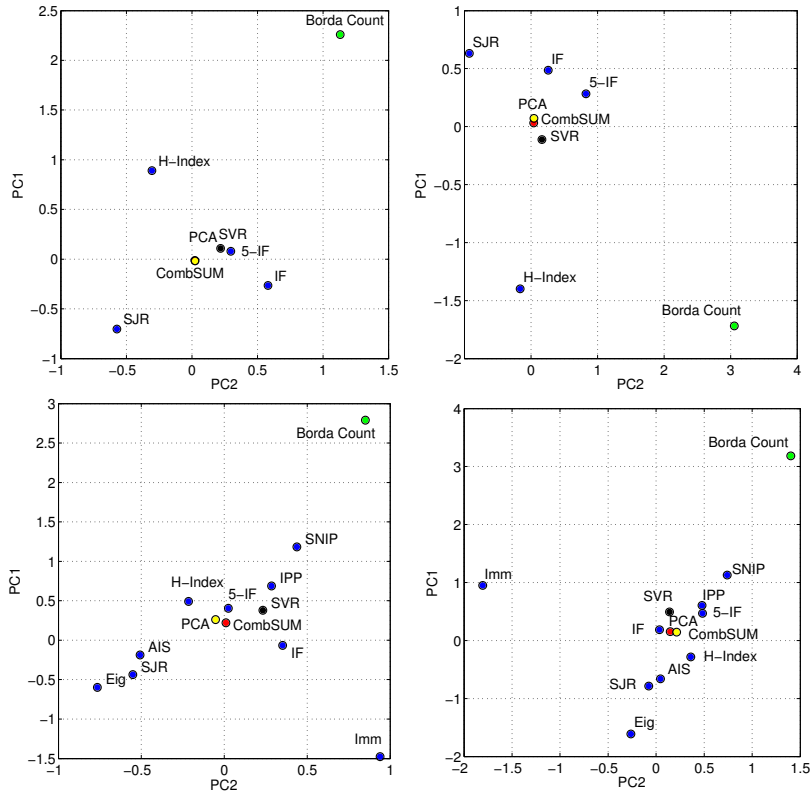 2.5
2
1.5
1
0.5
0
−0.5
−1
PC1
−1 −0.5 0 0.5 1 1.5
PC2
Borda Count
H−Index
PCA SVR
5−IF
CombSUM
IF
SJR
1
0.5
0
−0.5
−1
−1.5
−2
PC1
0 1 2 3 4
PC2
SJR
IF
5−IF
PCA
CombSUM
SVR
H−Index
Borda Count
3
2.5
2
1.5
1
0.5
0
−0.5
−1
−1.5
PC1
−1 −0.5 0 0.5 1
PC2
Borda Count
SNIP
IPP
H−Index
5−IF
SVR
PCA
CombSUM
IF
AIS
SJR
Eig
Imm
4
3
2
1
0
−1
−2
PC1
−2 −1.5 −1 −0.5 0 0.5 1 1.5
PC2
Borda Count
SNIP
Imm
IPP
SVR
5−IF
PCA
IF
CombSUM
H−Index
AIS
SJR
Eig